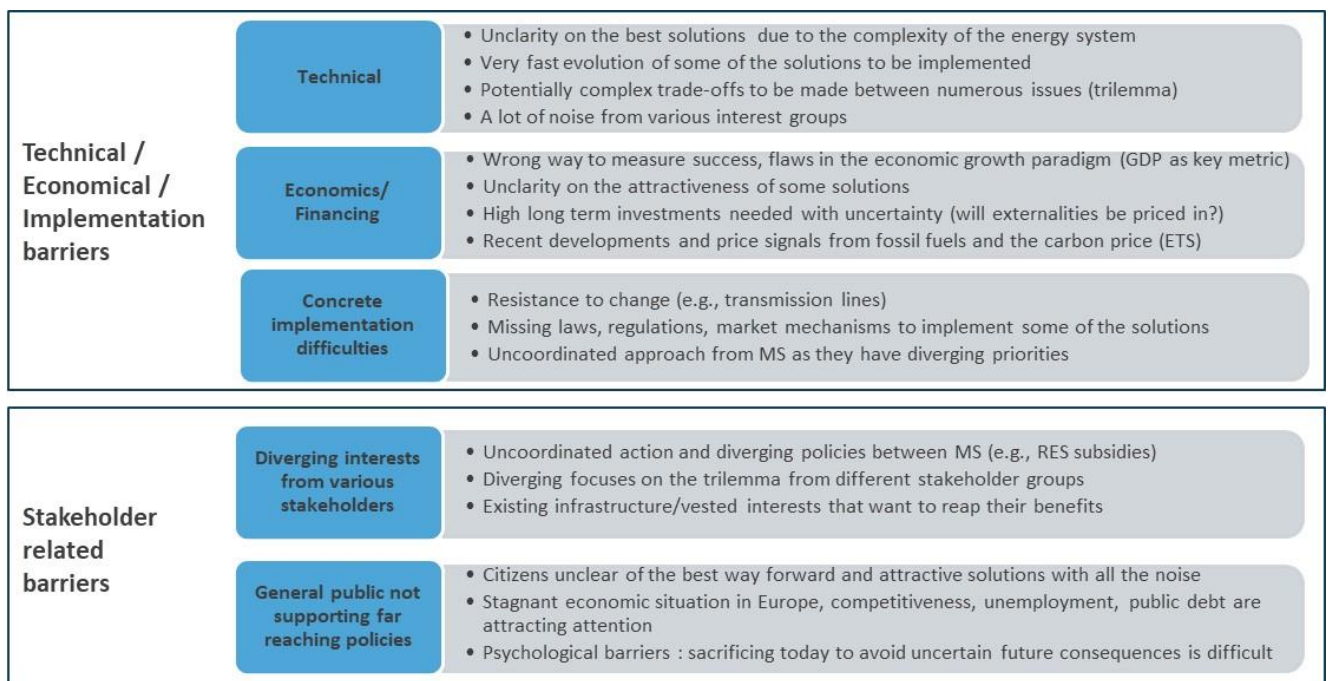 Technical /
Economical /
Implementation
barriers
Technical
• Unclarity on the best solutions due to the complexity of the energy system
• Very fast evolution of some of the solutions to be implemented
• Potentially complex trade-offs to be made between numerous issues (trilemma)
• A lot of noise from various interest groups
Economics/
Financing
• Wrong way to measure success, flaws in the economic growth paradigm (GDP as key metric)
• Unclarity on the attractiveness of some solutions
• High long term investments needed with uncertainty (will externalities be priced in?)
• Recent developments and price signals from fossil fuels and the carbon price (ETS)
Concrete
implementation
difficulties
• Resistance to change (e.g., transmission lines)
• Missing laws, regulations, market mechanisms to implement some of the solutions
• Uncoordinated approach from MS as they have diverging priorities
Stakeholder
related
barriers
Diverging interests
from various
stakeholders
• Uncoordinated action and diverging policies between MS (e.g., RES subsidies)
• Diverging focuses on the trilemma from different stakeholder groups
• Existing infrastructure/vested interests that want to reap their benefits
General public not
supporting far
reaching policies
• Citizens unclear of the best way forward and attractive solutions with all the noise
• Stagnant economic situation in Europe, competitiveness, unemployment, public debt are
attracting attention
• Psychological barriers : sacrificing today to avoid uncertain future consequences is difficult